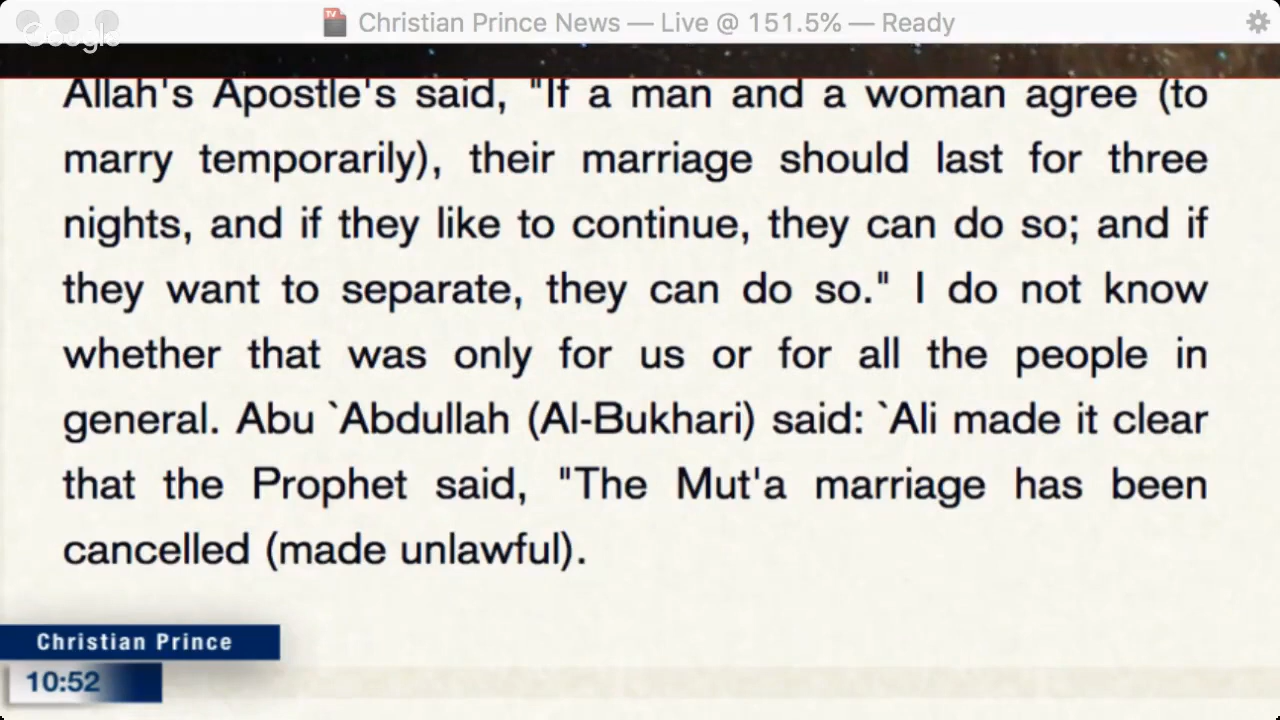 Christian Prince News — Live @ 151.5% — Ready
Google
Allah's Apostle's said, "If a man and a woman agree (to
marry temporarily), their marriage should last for three
nights, and if they like to continue, they can do so; and if
they want to separate, they can do so." I do not know
whether that was only for us or for all the people in
general. Abu `Abdullah (Al-Bukhari) said: `Ali made it clear
that the Prophet said, "The Mut'a marriage has been
cancelled (made unlawful).
Christian Prince
10:52